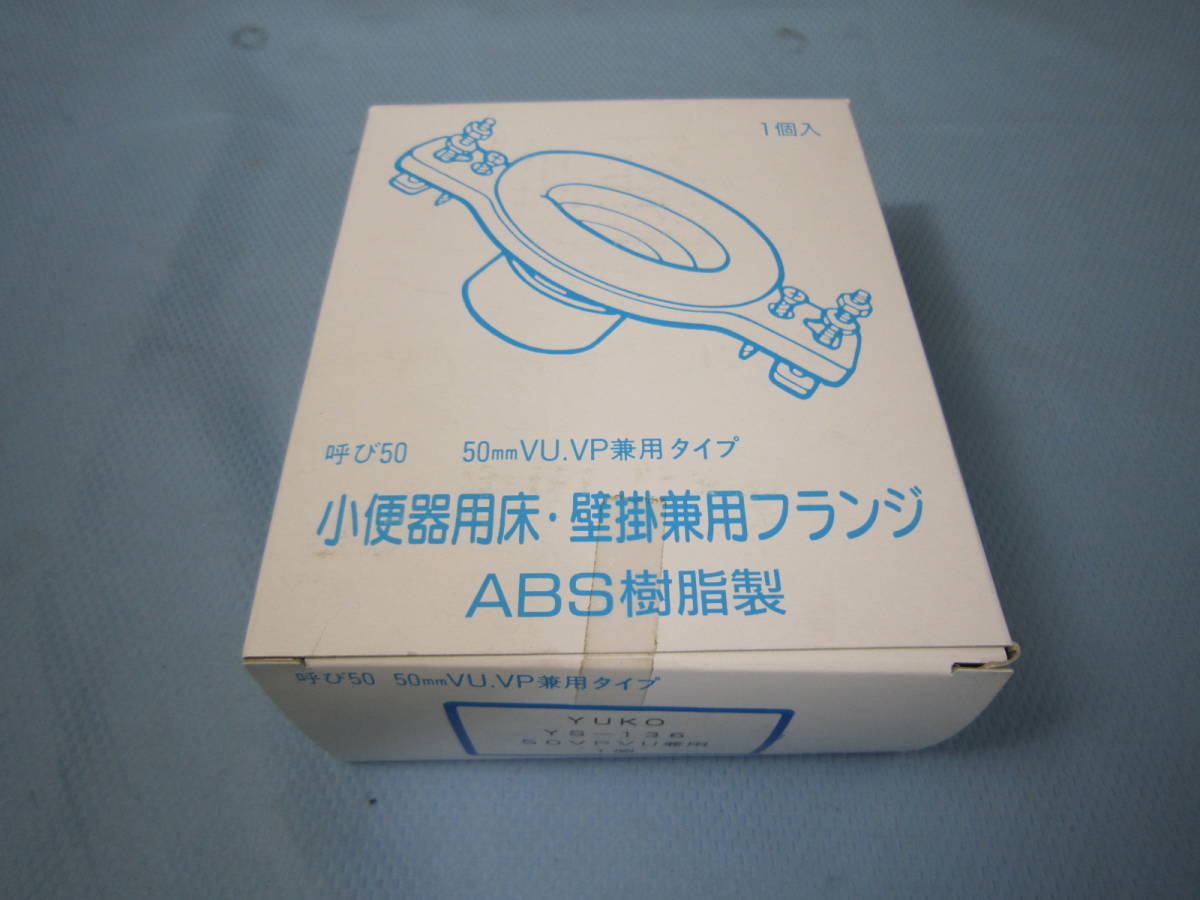 1個入
呼び50 50mmVU.VP兼用タイプ
小便器用床・壁掛兼用フランジ
ABS樹脂製
呼び50 50mmVU.VP兼用タイプ
YUKO
YS-136
50VPVU兼用
1個